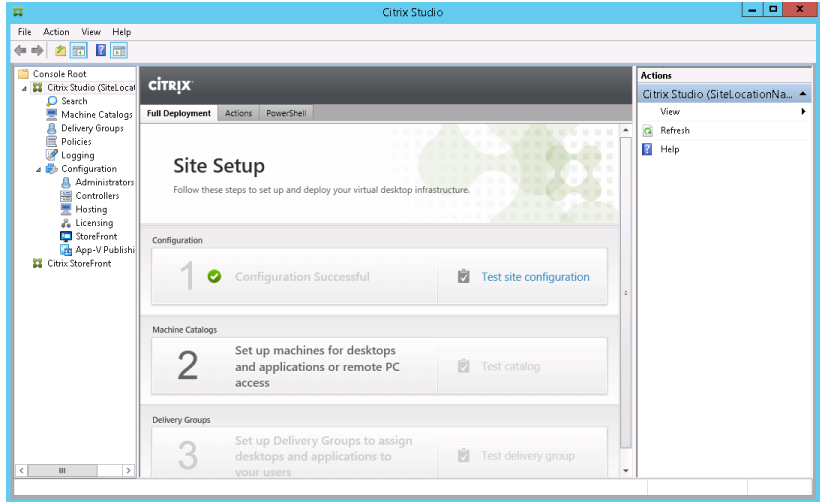 Citrix Studio
File Action View Help
Console Root
Citrix Studio (SiteLocat
Search
Machine Catalogs
Delivery Groups
Policies
Logging
Configuration
Administrators
Controllers
Hosting
Licensing
StoreFront
App-V Publishi
Citrix StoreFront
CITRIX
Full Deployment Actions PowerShell
Site Setup
Follow these steps to set up and deploy your virtual desktop infrastructure.
Configuration
1
Configuration Successful
Test site configuration
Machine Catalogs
2
Set up machines for desktops
and applications or remote PC
access
Test catalog
Delivery Groups
3
Set up Delivery Groups to assign
desktops and applications to
your users
Test delivery group
Actions
Citrix Studio (SiteLocationNa...
View
Refresh
Help